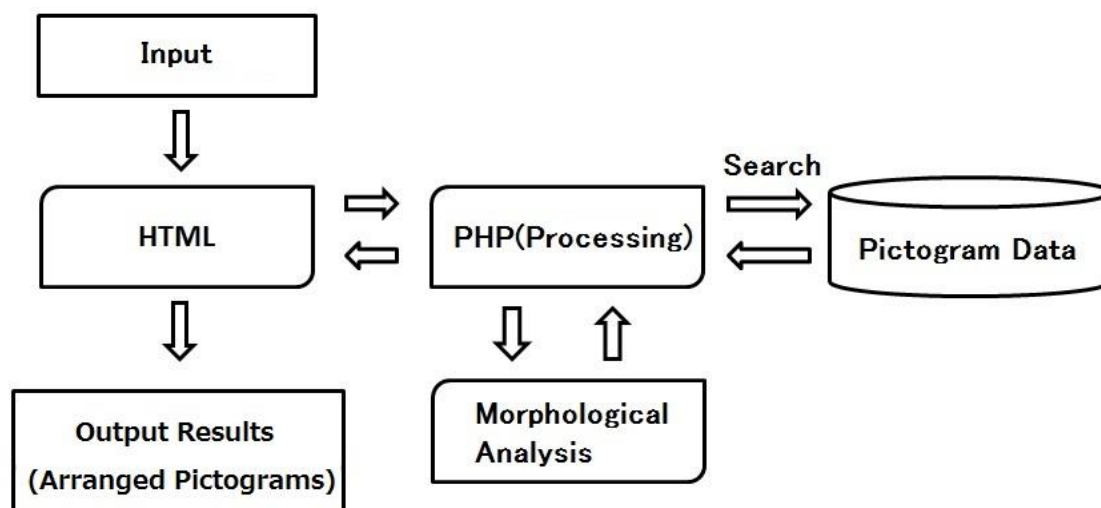 Input
Search
HTML
PHP(Processing)
Pictogram Data
Output Results
(Arranged Pictograms)
Morphological
Analysis